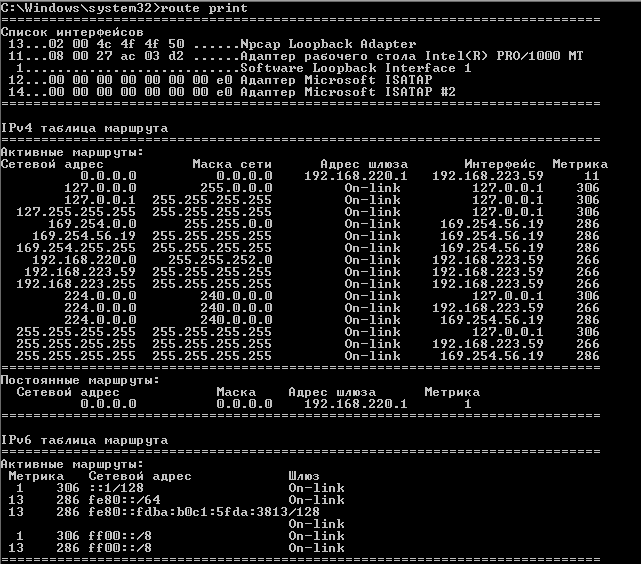 C:\Windows\system32>route print
===========================================================================
Список интерфейсов
 13...02 00 4c 4f 4f 50 ......Npcap Loopback Adapter
 11...08 00 27 ac 03 d2 ......Адаптер рабочего стола Intel(R) PRO/1000 MT
  1...........................Software Loopback Interface 1
 12...00 00 00 00 00 00 00 e0 Адаптер Microsoft ISATAP
 14...00 00 00 00 00 00 00 e0 Адаптер Microsoft ISATAP #2
===========================================================================
IPv4 таблица маршрута
===========================================================================
Активные маршруты:
Сетевой адрес           Маска сети      Адрес шлюза       Интерфейс  Метрика
          0.0.0.0          0.0.0.0    192.168.220.1   192.168.223.59     11
        127.0.0.0        255.0.0.0         On-link         127.0.0.1    306
        127.0.0.1  255.255.255.255         On-link         127.0.0.1    306
  127.255.255.255  255.255.255.255         On-link         127.0.0.1    306
      169.254.0.0      255.255.0.0         On-link    169.254.56.19    286
    169.254.56.19  255.255.255.255         On-link    169.254.56.19    286
  169.254.255.255  255.255.255.255         On-link    169.254.56.19    286
    192.168.220.0    255.255.252.0         On-link    192.168.223.59    266
   192.168.223.59  255.255.255.255         On-link    192.168.223.59    266
  192.168.223.255  255.255.255.255         On-link    192.168.223.59    266
        224.0.0.0        240.0.0.0         On-link         127.0.0.1    306
        224.0.0.0        240.0.0.0         On-link    192.168.223.59    266
        224.0.0.0        240.0.0.0         On-link    169.254.56.19    286
  255.255.255.255  255.255.255.255         On-link         127.0.0.1    306
  255.255.255.255  255.255.255.255         On-link    192.168.223.59    266
  255.255.255.255  255.255.255.255         On-link    169.254.56.19    286
===========================================================================
Постоянные маршруты:
  Сетевой адрес            Маска    Адрес шлюза      Метрика
          0.0.0.0          0.0.0.0    192.168.220.1       1
===========================================================================
IPv6 таблица маршрута
===========================================================================
Активные маршруты:
 Метрика   Сетевой адрес            Шлюз
  1    306 ::1/128                  On-link
 13    286 fe80::/64                On-link
 13    286 fe80::fdba:b0c1:5fda:3813/128
                                    On-link
  1    306 ff00::/8                 On-link
 13    286 ff00::/8                 On-link
===========================================================================